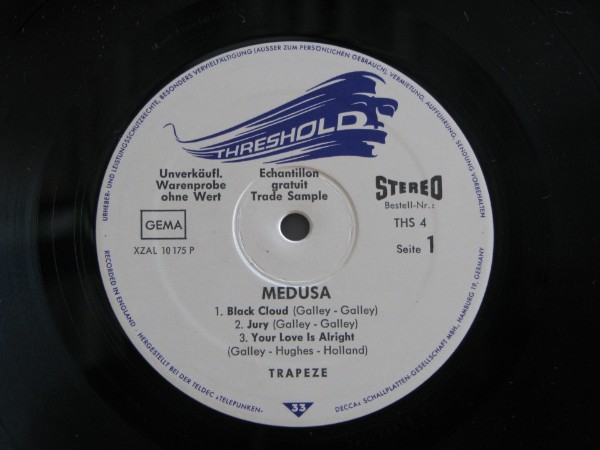 URHEBER- UND LEISTUNGSSCHUTZRECHTE, BESONDERS VERVIELFÄLTIGUNG (AUSSER ZUM PERSÖNLICHEN GEBRAUCH), VERMIETUNG, AUFFÜHRUNG, SENDUNG VORBEHALTEN
THRESHOLD
Unverkäufl.
Warenprobe
ohne Wert
Echantillon
gratuit
Trade Sample
STEREO
Bestell-Nr.:
THS 4
Seite 1
GEMA
XZAL 10 175 P
MEDUSA
1. Black Cloud (Galley - Galley)
2. Jury (Galley - Galley)
3. Your Love Is Alright
(Galley - Hughes - Holland)
TRAPEZE
33
RECORDED IN ENGLAND · HERGESTELLT BEI DER TELDEC »TELEFUNKEN-
DECCA« SCHALLPLATTEN-GESELLSCHAFT MBH., HAMBURG 19, GERMANY